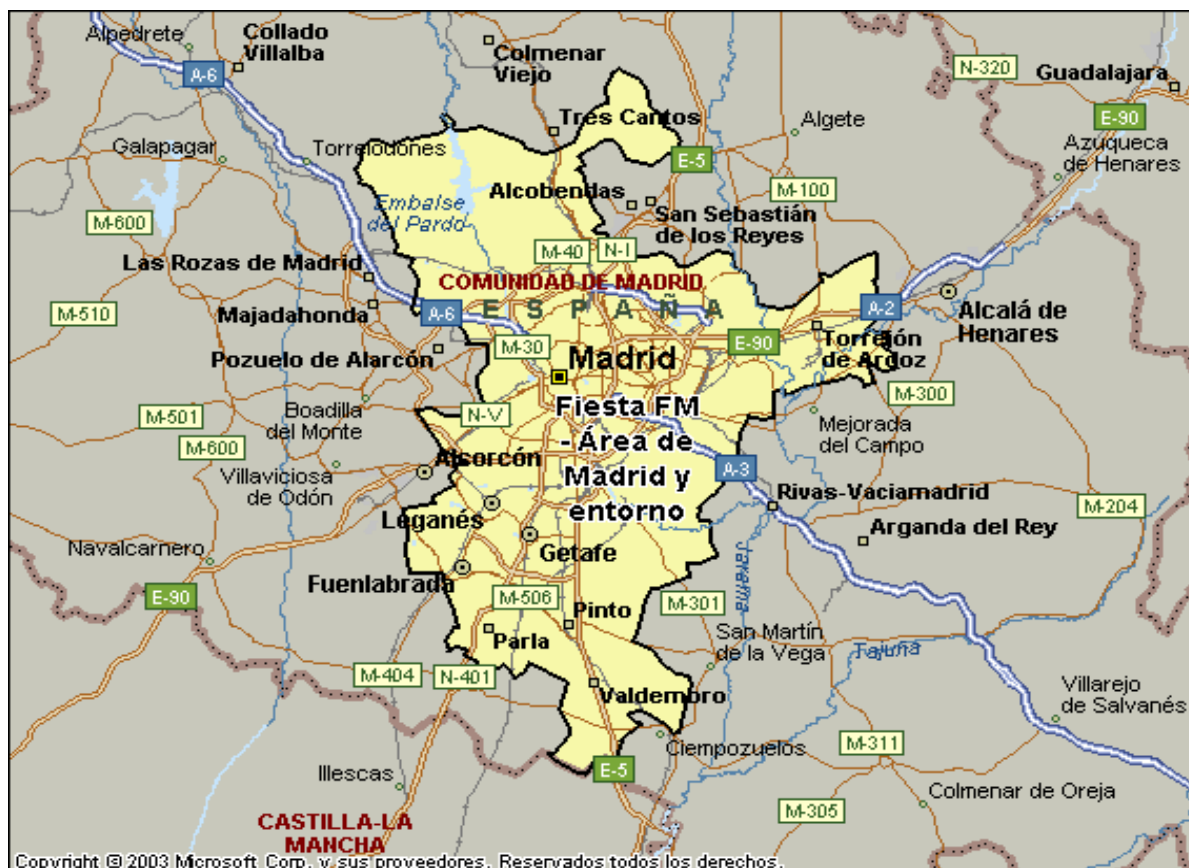 Alpedrete
Collado
Villalba
A-6
Colmenar
Viejo
N-320
Guadalajara
E-90
Tres Cantos
Algete
Azuqueca
de Henares
Galapagar
Torrelodones
E-5
M-100
Alcobendas
San Sebastián
de los Reyes
Embalse
del Pardo
M-600
M-40
N-I
Las Rozas de Madrid
COMUNIDAD DE MADRID
ESPAÑA
M-510
Majadahonda
A-6
A-2
Alcalá de
Henares
Pozuelo de Alarcón
M-30
E-90
Torrejón
de Ardoz
Madrid
M-300
M-501
Boadilla
del Monte
N-V
Fiesta FM
- Área de
Madrid y
entorno
Mejorada
del Campo
M-600
Alcorcón
Villaviciosa
de Odón
A-3
Rivas-Vaciamadrid
M-204
Leganés
Arganda del Rey
Navalcarnero
Getafe
Jarama
Fuenlabrada
E-90
M-506
M-301
Pinto
Parla
San Martín
de la Vega
Tajuña
M-404
N-401
Valdemoro
Villarejo
de Salvanés
Ciempozuelos
M-311
E-5
Illescas
Colmenar de Oreja
M-305
CASTILLA-LA
MANCHA
Copyright © 2003 Microsoft Corp. y sus proveedores. Reservados todos los derechos.